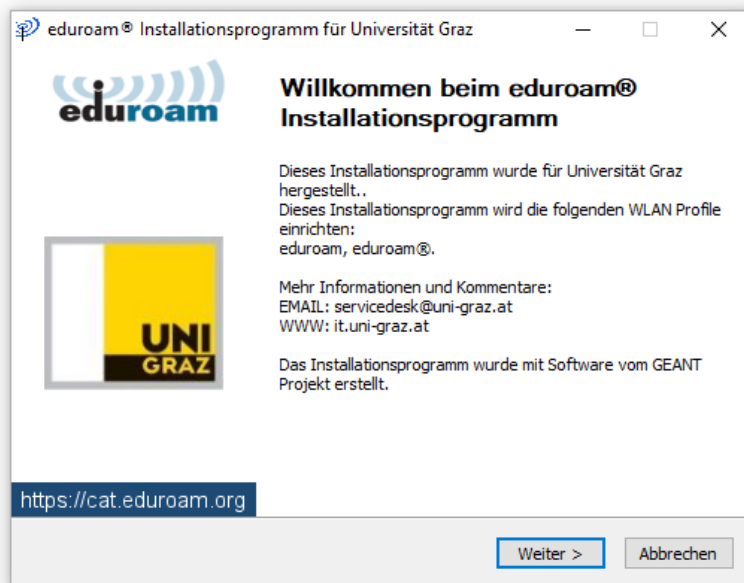 eduroam® Installationsprogramm für Universität Graz
eduroam
Willkommen beim eduroam®
Installationsprogramm
Dieses Installationsprogramm wurde für Universität Graz
hergestellt..
Dieses Installationsprogramm wird die folgenden WLAN Profile
einrichten:
eduroam, eduroam®.
Mehr Informationen und Kommentare:
EMAIL: servicedesk@uni-graz.at
WWW: it.uni-graz.at
Das Installationsprogramm wurde mit Software vom GEANT
Projekt erstellt.
UNI
GRAZ
https://cat.eduroam.org
Weiter >
Abbrechen